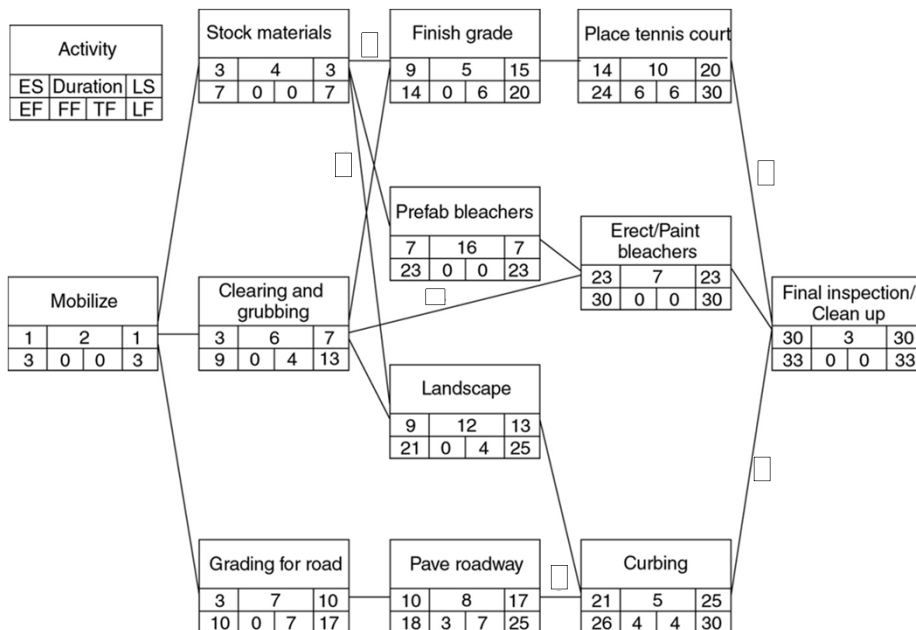 Activity
ES Duration LS
EF FF TF LF
Stock materials
3 4 3
7 0 0 7
Finish grade
9 5 15
14 0 6 20
Place tennis court
14 10 20
24 6 6 30
Prefab bleachers
7 16 7
23 0 0 23
Erect/Paint
bleachers
23 7 23
30 0 0 30
Mobilize
1 2 1
3 0 0 3
Clearing and
grubbing
3 6 7
9 0 4 13
Final inspection/
Clean up
30 3 30
33 0 0 33
Landscape
9 12 13
21 0 4 25
Grading for road
3 7 10
10 0 7 17
Pave roadway
10 8 17
18 3 7 25
Curbing
21 5 25
26 4 4 30